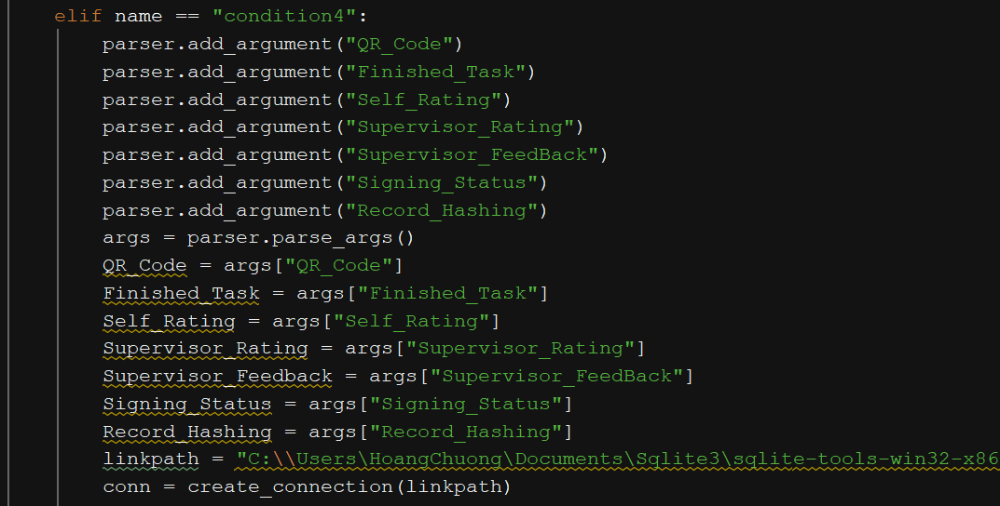 elif name == "condition4":
parser.add_argument("QR_Code")
parser.add_argument("Finished_Task")
parser.add_argument("Self_Rating")
parser.add_argument("Supervisor_Rating")
parser.add_argument("Supervisor_FeedBack")
parser.add_argument("Signing_Status")
parser.add_argument("Record_Hashing")
args = parser.parse_args()
QR_Code = args["QR_Code"]
Finished_Task = args["Finished_Task"]
Self_Rating = args["Self_Rating"]
Supervisor_Rating = args["Supervisor_Rating"]
Supervisor_Feedback = args["Supervisor_FeedBack"]
Signing_Status = args["Signing_Status"]
Record_Hashing = args["Record_Hashing"]
linkpath = "C:\\Users\HoangChuong\Documents\Sqlite3\sqlite-tools-win32-x86
conn = create_connection(linkpath)